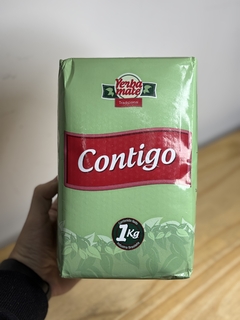 Yerba
mate
Tradicional
Contigo
1Kg